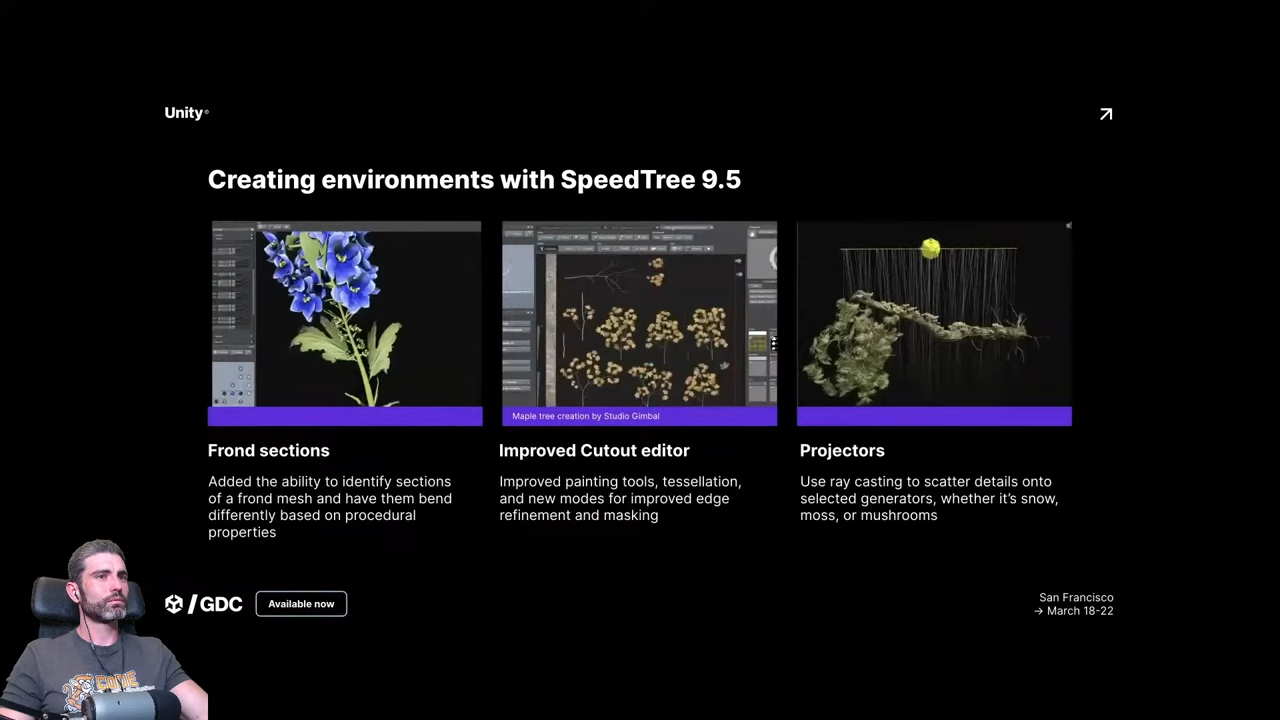 Unity®
Creating environments with SpeedTree 9.5
Maple tree creation by Studio Gimbal
Frond sections
Added the ability to identify sections
of a frond mesh and have them bend
differently based on procedural
properties
Improved Cutout editor
Improved painting tools, tessellation,
and new modes for improved edge
refinement and masking
Projectors
Use ray casting to scatter details onto
selected generators, whether it's snow,
moss, or mushrooms
/GDC
Available now
San Francisco
→ March 18-22
CODE